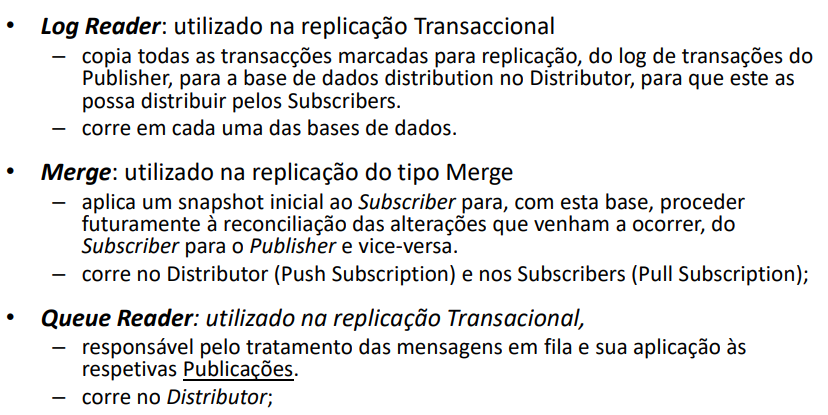 • Log Reader: utilizado na replicação Transaccional
– copia todas as transacções marcadas para replicação, do log de transações do
Publisher, para a base de dados distribution no Distributor, para que este as
possa distribuir pelos Subscribers.
– corre em cada uma das bases de dados.
• Merge: utilizado na replicação do tipo Merge
– aplica um snapshot inicial ao Subscriber para, com esta base, proceder
futuramente à reconciliação das alterações que venham a ocorrer, do
Subscriber para o Publisher e vice-versa.
– corre no Distributor (Push Subscription) e nos Subscribers (Pull Subscription);
• Queue Reader: utilizado na replicação Transacional,
– responsável pelo tratamento das mensagens em fila e sua aplicação às
respetivas Publicações.
– corre no Distributor;